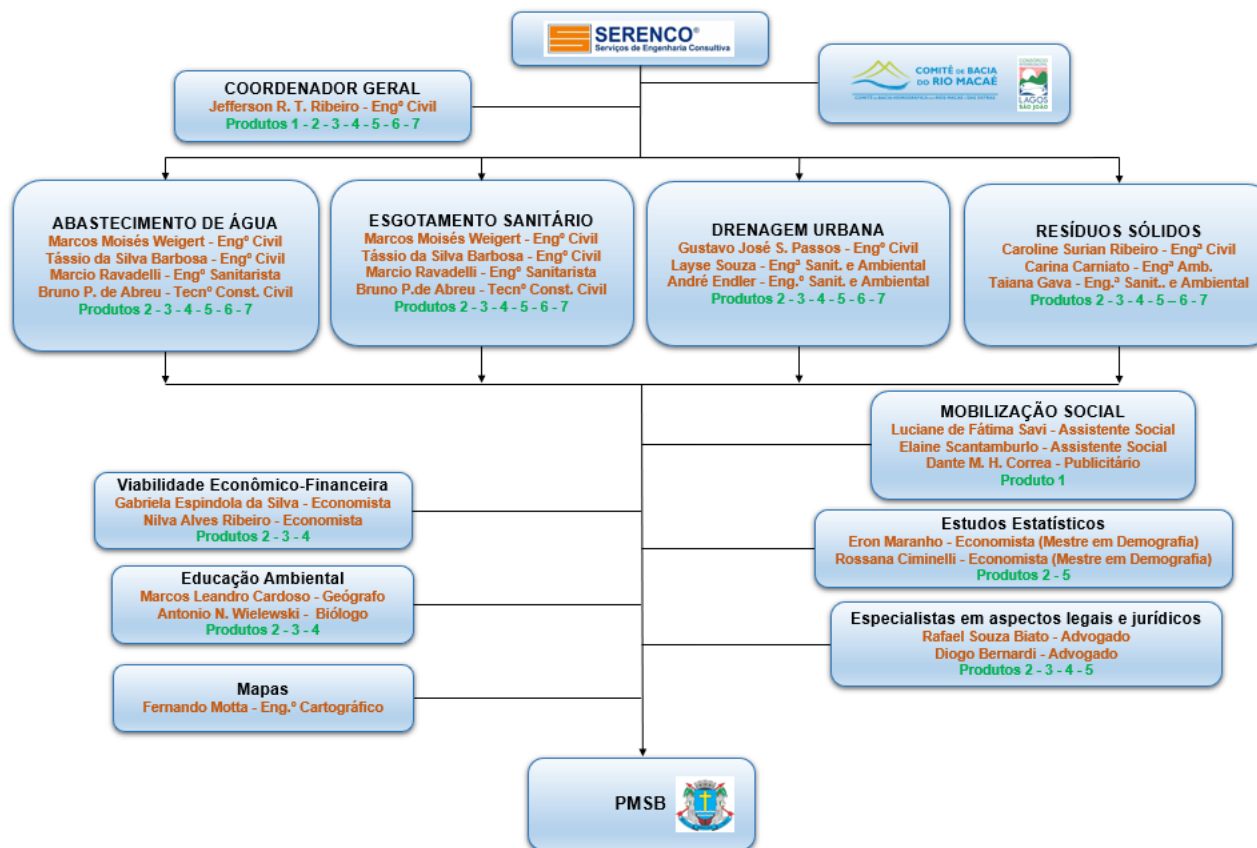 SERENCO®
Serviços de Engenharia Consultiva
COMITÊ DE BACIA
DO RIO MACAÉ
CONSÓRCIO
LAGOS
SÃO JOÃO
COORDENADOR GERAL
Jefferson R. T. Ribeiro - Engº Civil
Produtos 1 - 2 - 3 - 4 - 5 - 6 - 7
ABASTECIMENTO DE ÁGUA
Marcos Moisés Weigert - Engº Civil
Tássio da Silva Barbosa - Engº Civil
Marcio Ravadelli - Engº Sanitarista
Bruno P. de Abreu - Tecnº Const. Civil
Produtos 2 - 3 - 4 - 5 - 6 - 7
ESGOTAMENTO SANITÁRIO
Marcos Moisés Weigert - Engº Civil
Tássio da Silva Barbosa - Engº Civil
Marcio Ravadelli - Engº Sanitarista
Bruno P.de Abreu - Tecnº Const. Civil
Produtos 2 - 3 - 4 - 5 - 6 - 7
DRENAGEM URBANA
Gustavo José S. Passos - Engº Civil
Layse Souza - Engª Sanit. e Ambiental
André Endler - Eng.º Sanit. e Ambiental
Produtos 2 - 3 - 4 - 5 - 6 - 7
RESÍDUOS SÓLIDOS
Caroline Surian Ribeiro - Engª Civil
Carina Carniato - Engª Amb.
Taiana Gava - Eng.ª Sanit.. e Ambiental
Produtos 2 - 3 - 4 - 5 – 6 - 7
MOBILIZAÇÃO SOCIAL
Luciane de Fátima Savi - Assistente Social
Elaine Scantamburlo - Assistente Social
Dante M. H. Correa - Publicitário
Produto 1
Viabilidade Econômico-Financeira
Gabriela Espindola da Silva - Economista
Nilva Alves Ribeiro - Economista
Produtos 2 - 3 - 4
Estudos Estatísticos
Eron Maranho - Economista (Mestre em Demografia)
Rossana Ciminelli - Economista (Mestre em Demografia)
Produtos 2 - 5
Educação Ambiental
Marcos Leandro Cardoso - Geógrafo
Antonio N. Wielewski - Biólogo
Produtos 2 - 3 - 4
Especialistas em aspectos legais e jurídicos
Rafael Souza Biato - Advogado
Diogo Bernardi - Advogado
Produtos 2 - 3 - 4 - 5
Mapas
Fernando Motta - Eng.º Cartográfico
PMSB